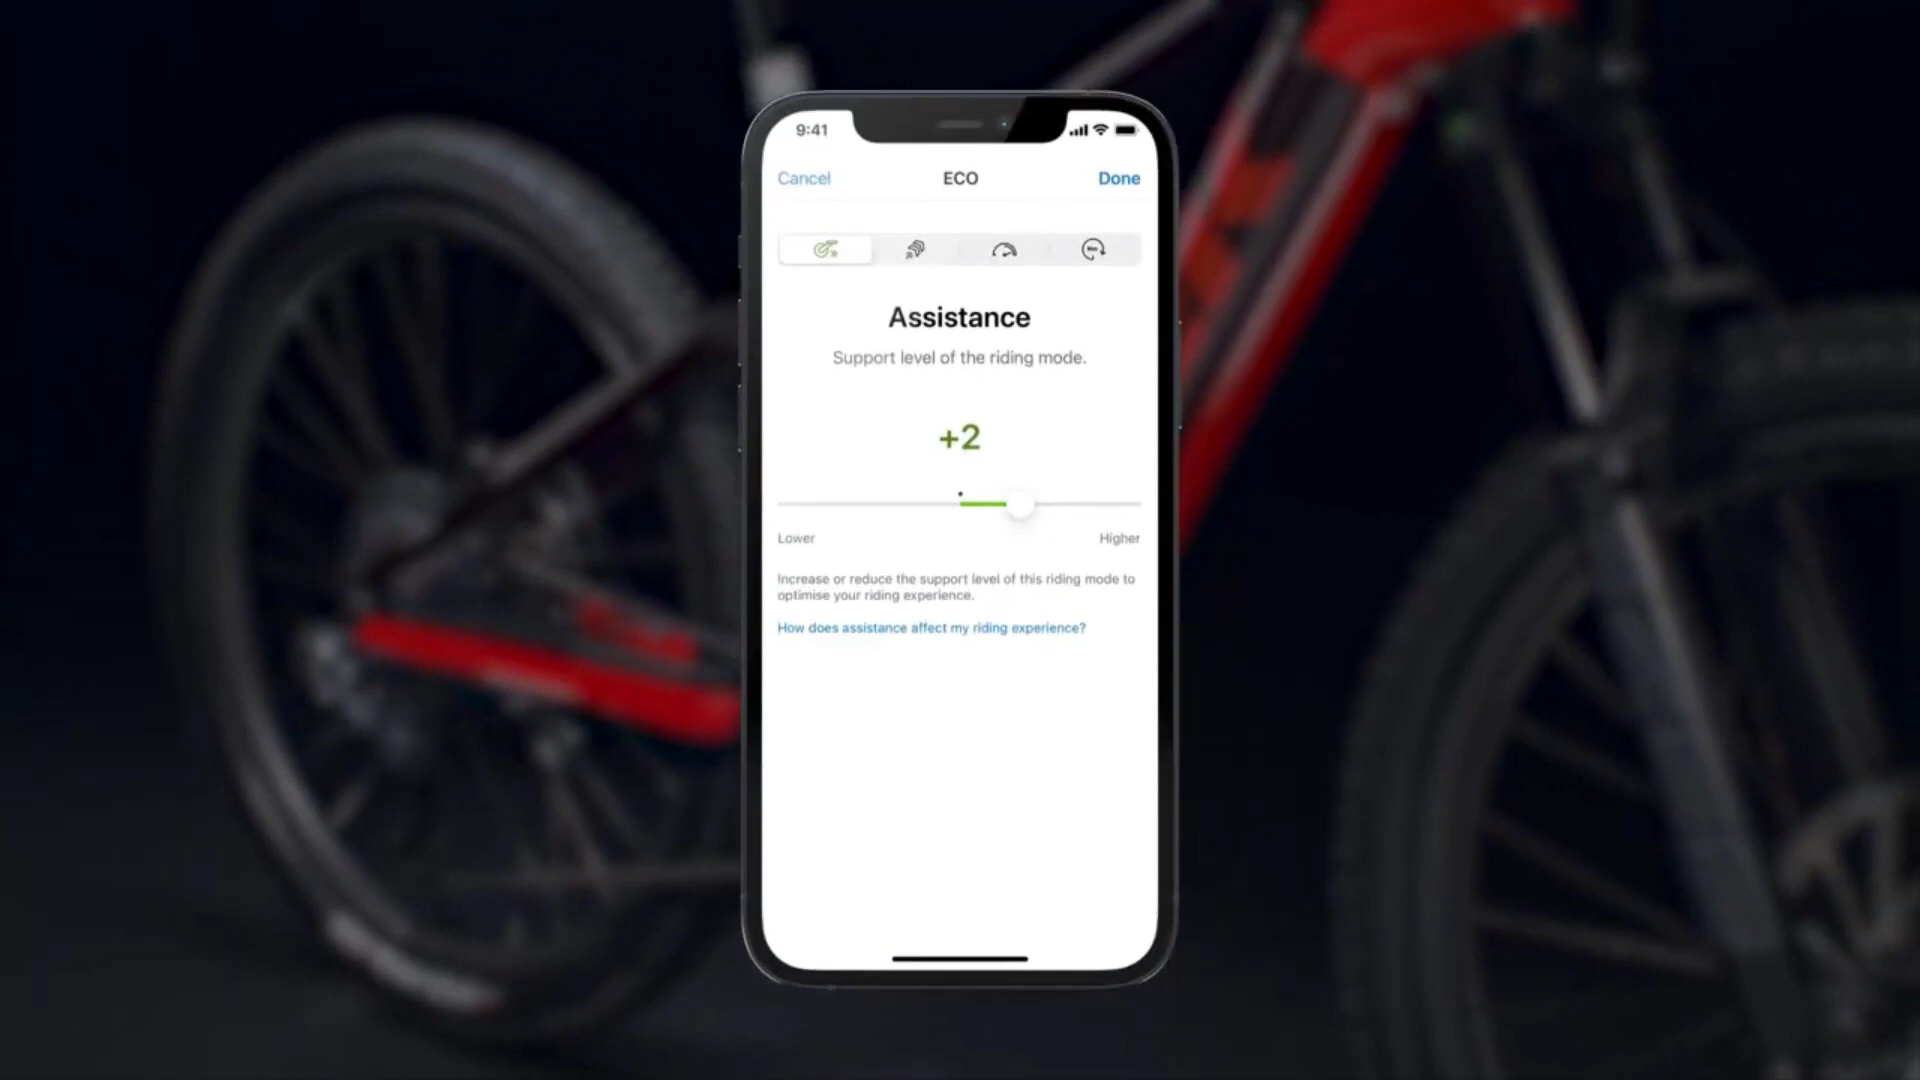 9:41
Cancel ECO Done
Assistance
Support level of the riding mode.
+2
Lower Higher
Increase or reduce the support level of this riding mode to
optimise your riding experience.
How does assistance affect my riding experience?